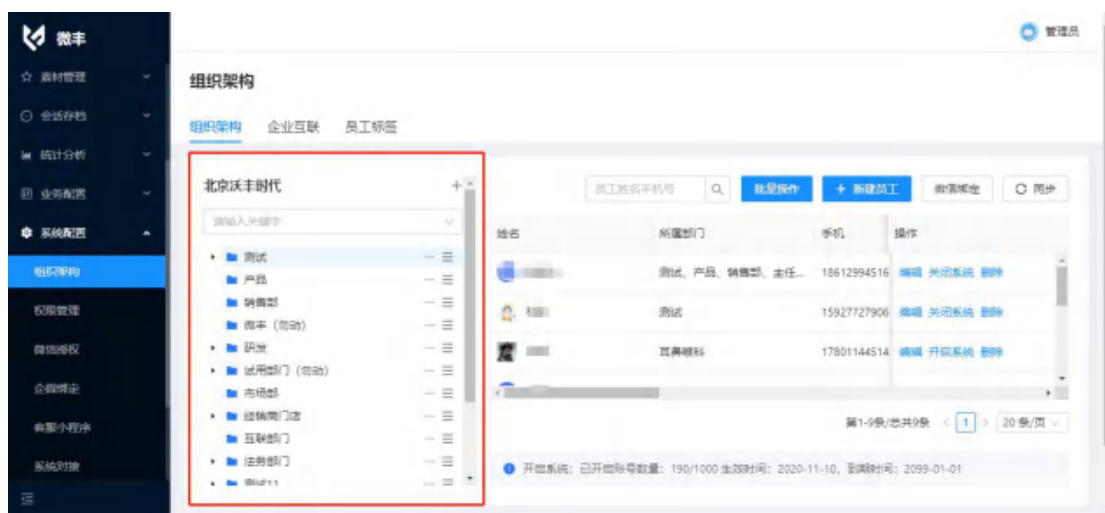 微丰
管理员
素材管理
会话存档
统计分析
业务配置
系统配置
组织架构
权限管理
微信授权
企微绑定
客服小程序
系统对接
组织架构
组织架构 企业互联 员工标签
北京沃丰时代 +
请输入关键字
测试
产品
销售部
微丰（勿动）
研发
试用部门（勿动）
市场部
经销商门店
互联部门
法务部门
测试11
员工姓名手机号 批量操作 + 新建员工 微信绑定 同步
姓名 所属部门 手机 操作
测试、产品、销售部、主任... 18612994516 编辑 关闭系统 删除
测试 15927727906 编辑 关闭系统 删除
耳鼻喉科 17801144514 编辑 开启系统 删除
第1-9条/总共9条 < 1 > 20 条/页
开启系统：已开启账号数量：190/1000 生效时间：2020-11-10，到期时间：2099-01-01